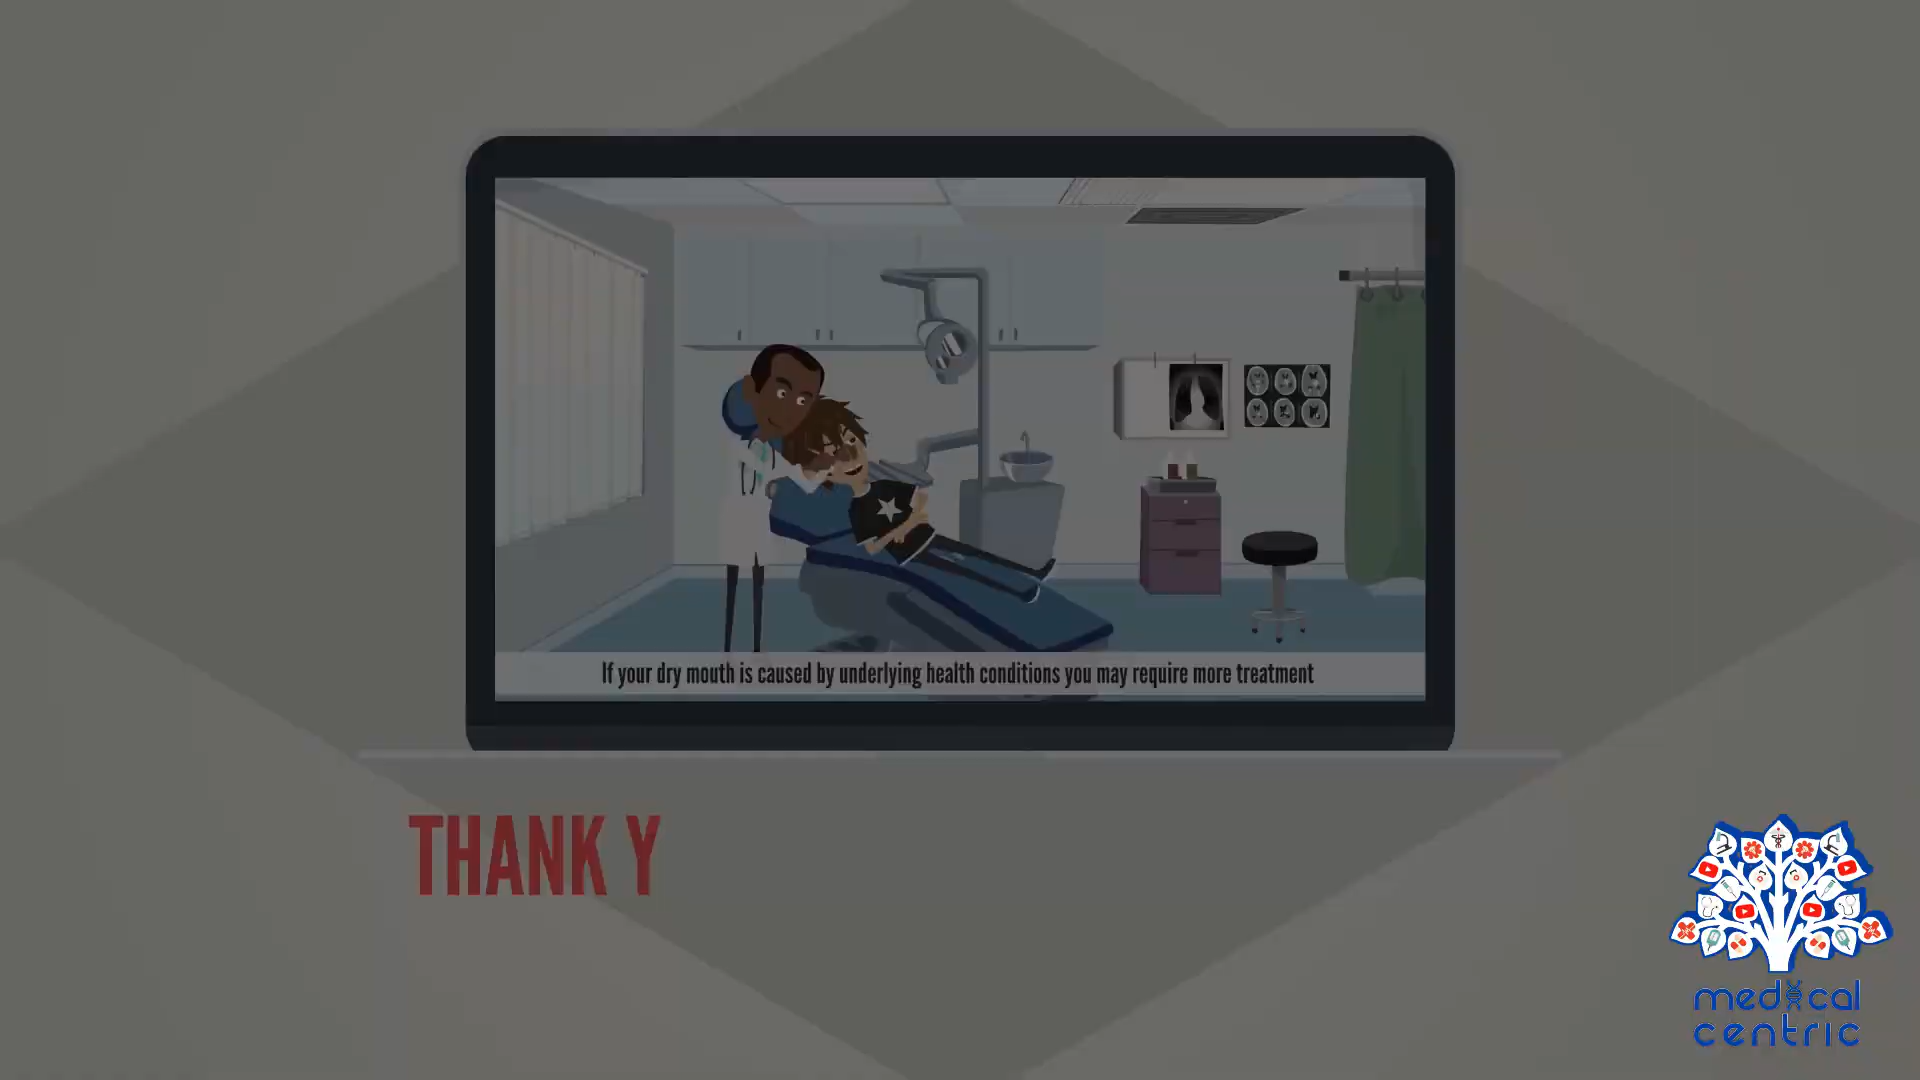 If your dry mouth is caused by underlying health conditions you may require more treatment
THANK Y
medical
centric